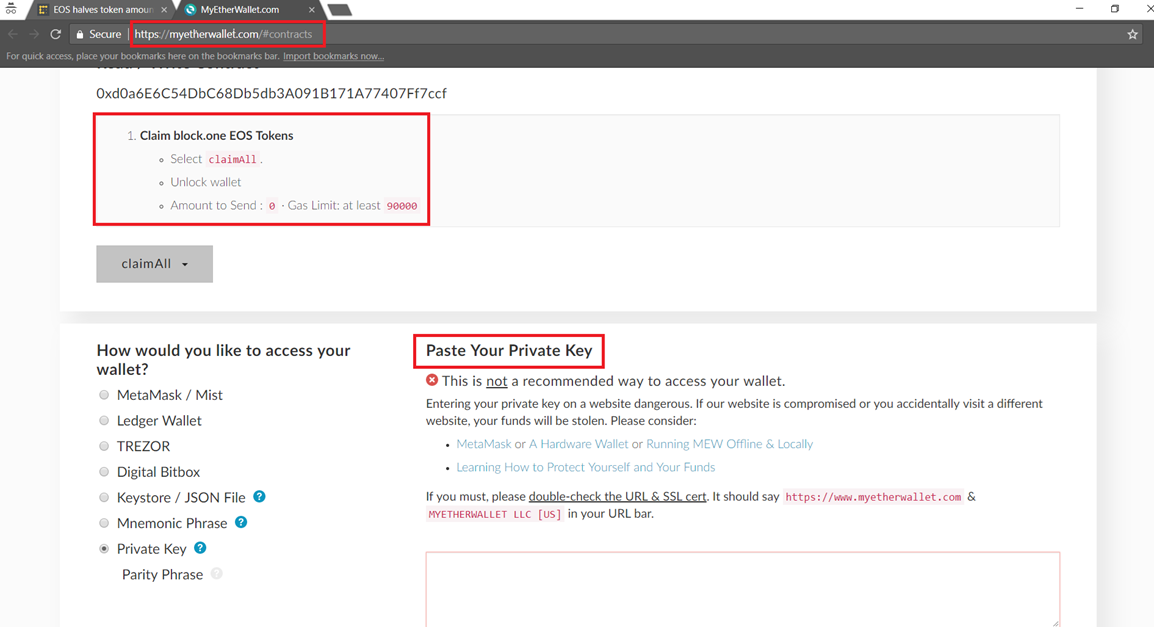 EOS halves token amoun
MyEtherWallet.com
Secure
https://myetherwalleṫ.com/#contracts
For quick access, place your bookmarks here on the bookmarks bar. Import bookmarks now...
0xd0a6E6C54DbC68Db5db3A091B171A77407Ff7ccf
1. Claim block.one EOS Tokens
Select claimAll.
Unlock wallet
Amount to Send : 0 · Gas Limit: at least 90000
claimAll
How would you like to access your
wallet?
MetaMask / Mist
Ledger Wallet
TREZOR
Digital Bitbox
Keystore / JSON File ?
Mnemonic Phrase ?
Private Key ?
Parity Phrase ?
Paste Your Private Key
This is not a recommended way to access your wallet.
Entering your private key on a website dangerous. If our website is compromised or you accidentally visit a different
website, your funds will be stolen. Please consider:
MetaMask or A Hardware Wallet or Running MEW Offline & Locally
Learning How to Protect Yourself and Your Funds
If you must, please double-check the URL & SSL cert. It should say https://www.myetherwallet.com &
MYETHERWALLET LLC [US] in your URL bar.